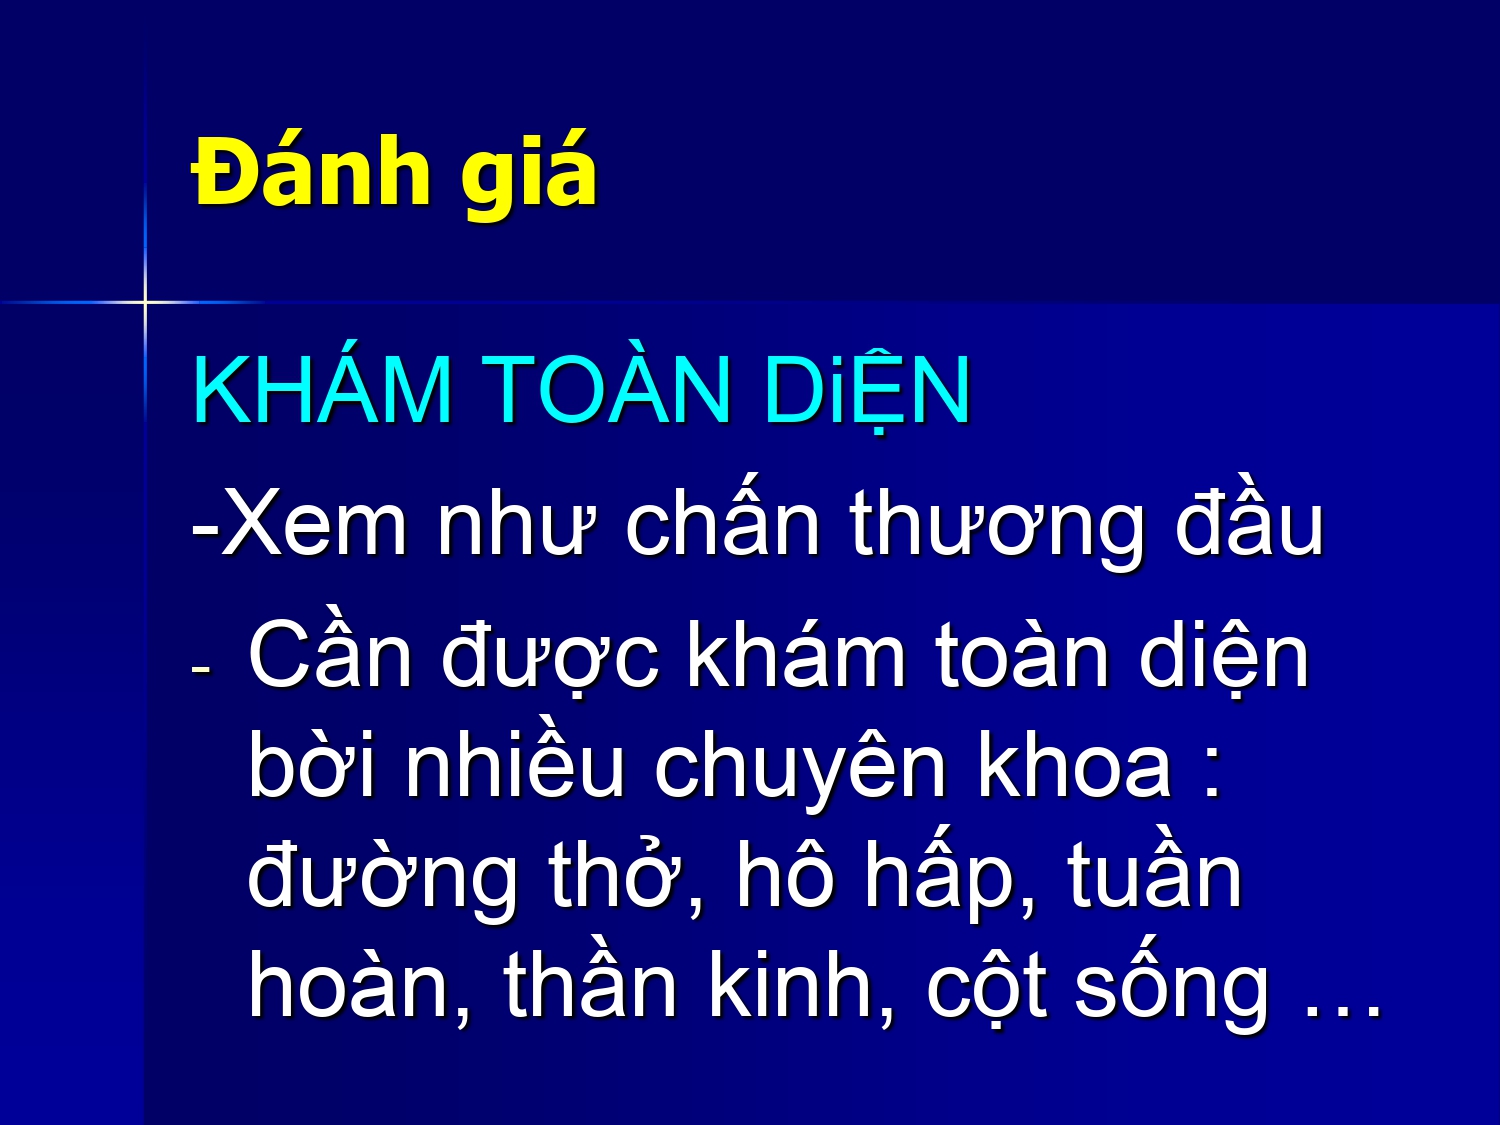 Đánh giá
KHÁM TOÀN DiỆN
-Xem như chấn thương đầu
- Cần được khám toàn diện
bời nhiều chuyên khoa :
đường thở, hô hấp, tuần
hoàn, thần kinh, cột sống …